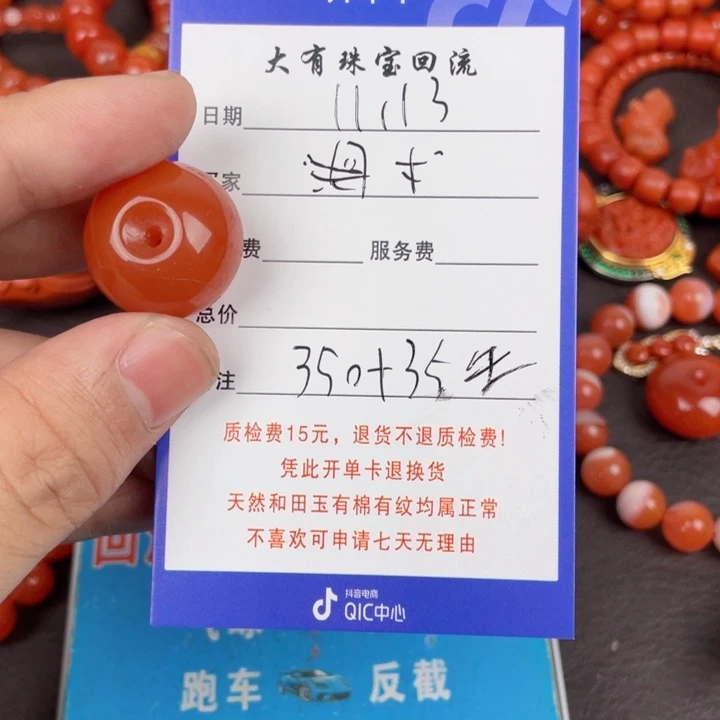 大有珠宝回流
日期 11.13
家
费 服务费
总价
注 350+35
质检费15元，退货不退质检费！
凭此开单卡退换货
天然和田玉有棉有纹均属正常
不喜欢可申请七天无理由
抖音电商
QIC中心
跑车 反截